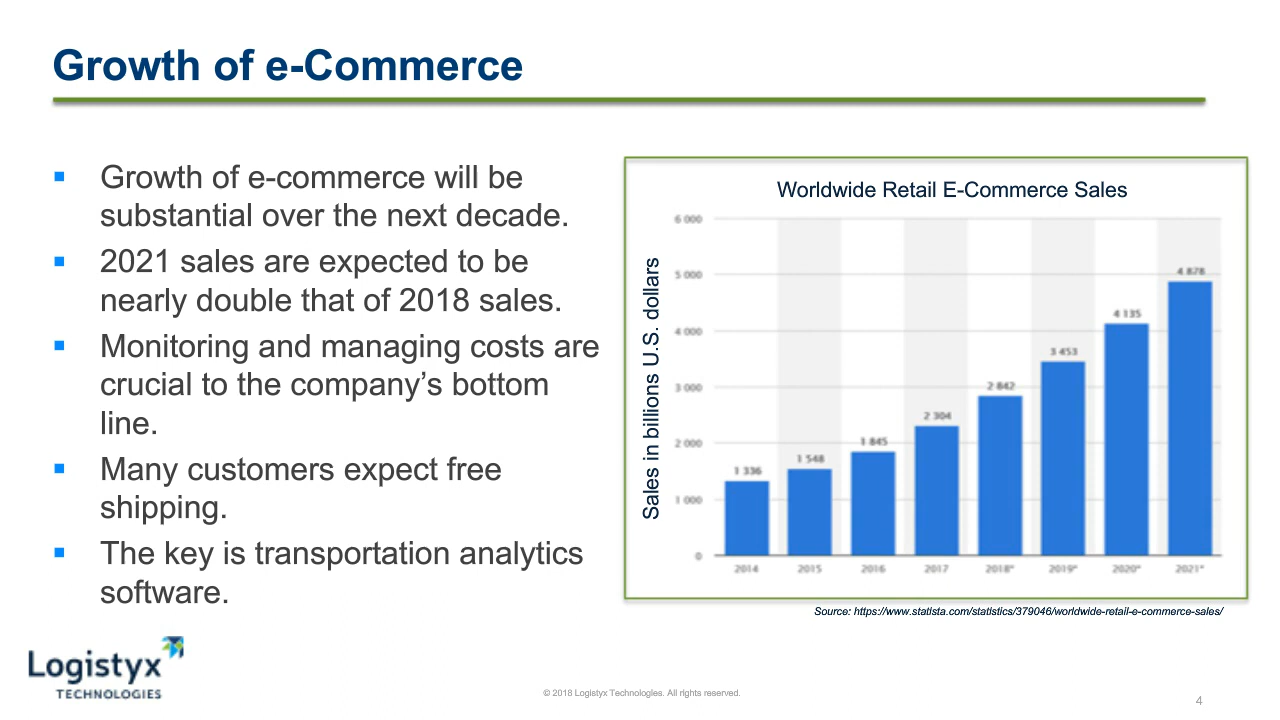 Growth of e-Commerce
Growth of e-commerce will be
substantial over the next decade.
2021 sales are expected to be
nearly double that of 2018 sales.
Monitoring and managing costs are
crucial to the company’s bottom
line.
Many customers expect free
shipping.
The key is transportation analytics
software.
Worldwide Retail E-Commerce Sales
Sales in billions U.S. dollars
6 000
5 000
4 000
3 000
2 000
1 000
0
1 336
1 548
1 845
2 304
2 842
3 453
4 135
4 878
2014 2015 2016 2017 2018* 2019* 2020* 2021*
Source: https://www.statista.com/statistics/379046/worldwide-retail-e-commerce-sales/
Logistyx
TECHNOLOGIES
© 2018 Logistyx Technologies. All rights reserved.
4